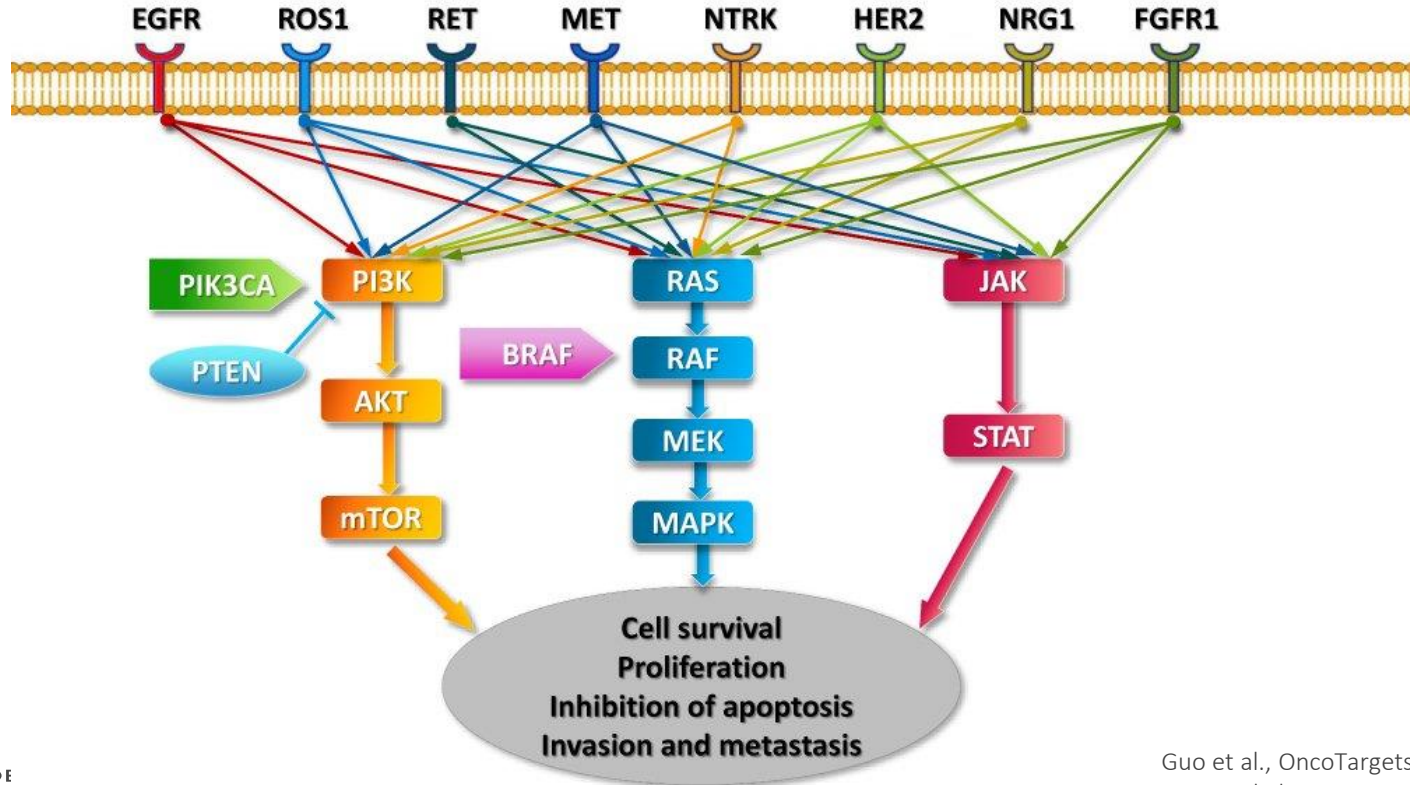 EGFR ROS1 RET MET NTRK HER2 NRG1 FGFR1
PIK3CA PI3K RAS JAK
PTEN BRAF RAF
AKT
MEK STAT
mTOR MAPK
Cell survival
Proliferation
Inhibition of apoptosis
Invasion and metastasis
Guo et al., OncoTargets